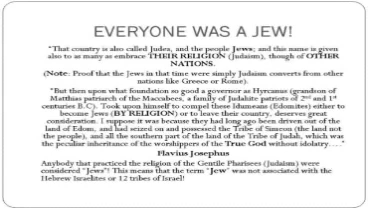 EVERYONE WAS A JEW!
"That country is also called Judea, and the people Jews; and this name is given
also to as many as embrace THEIR RELIGION (Judaism), though of OTHER
NATIONS.
(Note: Proof that the Jews in that time were simply Judaism converts from other
nations like Greece or Rome).
"But then upon what foundation so good a governor as Hyrcanus (grandson of
Matthias patriarch of the Maccabees, a family of Judahite patriots of 2nd and 1st
centuries B.C). Took upon himself to compel these Idumeans (Edomites) either to
become Jews (BY RELIGION) or to leave their country, deserves great
consideration. I suppose it was because they had long ago been driven out of the
land of Edom, and had seized on and possessed the Tribe of Simeon (the land not
the people), and all the southern part of the land of the Tribe of Judah, which was
the peculiar inheritance of the worshippers of the True God without idolatry…."
Flavius Josephus
Anybody that practiced the religion of the Gentile Pharisees (Judaism) were
considered "Jews"! This means that the term "Jew" was not associated with the
Hebrew Israelites or 12 tribes of Israel!